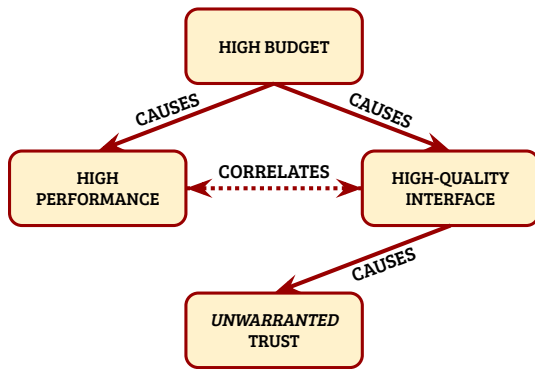 HIGH BUDGET
CAUSES
CAUSES
HIGH
PERFORMANCE
CORRELATES
HIGH-QUALITY
INTERFACE
CAUSES
UNWARRANTED
TRUST